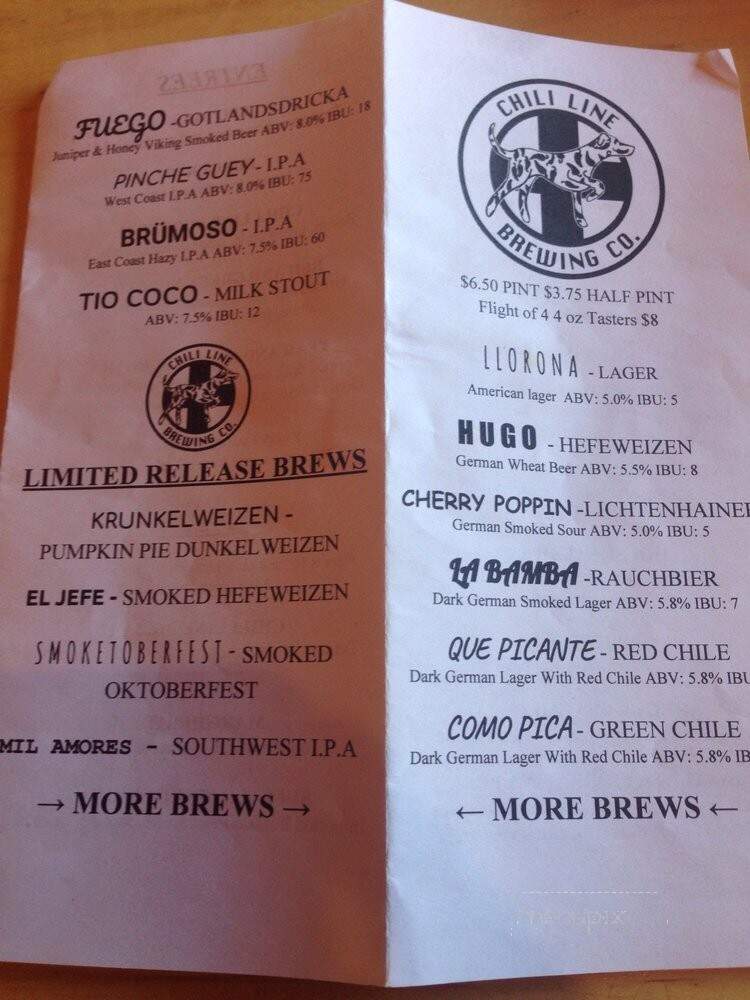 ENTREES
FUEGO -GOTLANDSDRICKA
Juniper & Honey Viking Smoked Beer ABV: 8.0% IBU: 18
PINCHE GUEY- I.P.A
West Coast I.P.A ABV: 8.0% IBU: 75
BRÜMOSO - I.P.A
East Coast Hazy I.P.A ABV: 7.5% IBU: 60
TIO COCO - MILK STOUT
ABV: 7.5% IBU: 12
CHILI LINE
BREWING CO.
LIMITED RELEASE BREWS
KRUNKELWEIZEN -
PUMPKIN PIE DUNKELWEIZEN
EL JEFE - SMOKED HEFEWEIZEN
SMOKETOBERFEST- SMOKED
OKTOBERFEST
MIL AMORES - SOUTHWEST I.P.A
→ MORE BREWS →
CHILI LINE
BREWING CO.
$6.50 PINT $3.75 HALF PINT
Flight of 4 4 oz Tasters $8
LLORONA - LAGER
American lager ABV: 5.0% IBU: 5
HUGO - HEFEWEIZEN
German Wheat Beer ABV: 5.5% IBU: 8
CHERRY POPPIN -LICHTENHAINER
German Smoked Sour ABV: 5.0% IBU: 5
LA BAMBA -RAUCHBIER
Dark German Smoked Lager ABV: 5.8% IBU: 7
QUE PICANTE- RED CHILE
Dark German Lager With Red Chile ABV: 5.8% IBU
COMO PICA- GREEN CHILE
Dark German Lager With Red Chile ABV: 5.8% IB
← MORE BREWS ←